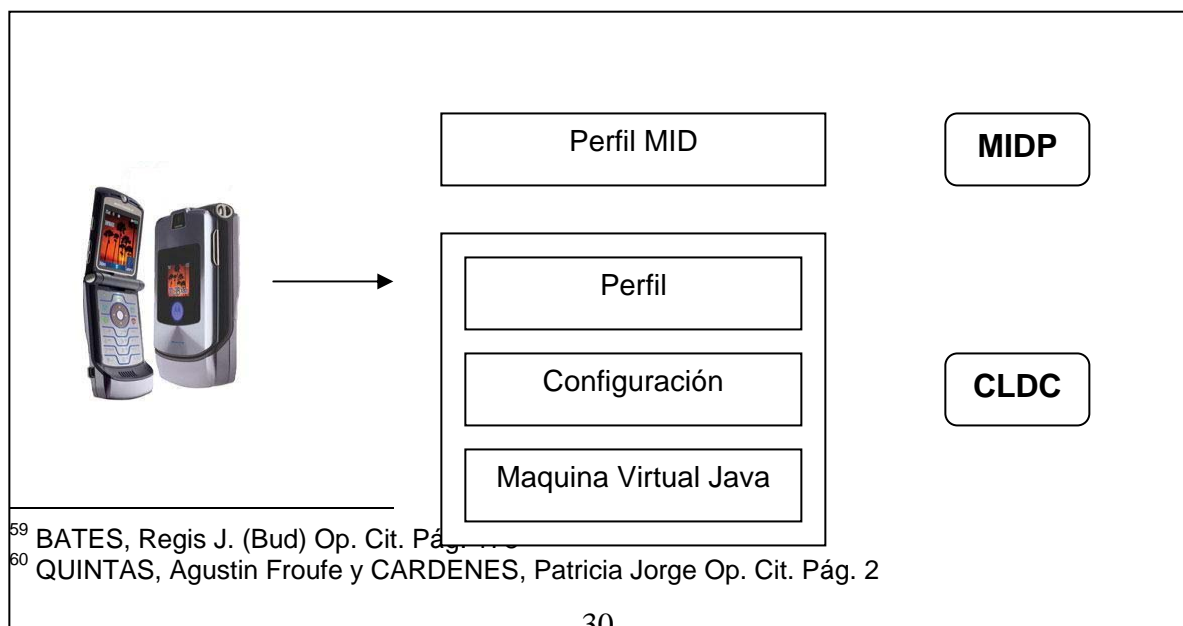 Perfil MID
MIDP
Perfil
Configuración
CLDC
Maquina Virtual Java
59 BATES, Regis J. (Bud) Op. Cit.
60 QUINTAS, Agustin Froufe y CARDENES, Patricia Jorge Op. Cit. Pág. 2
30